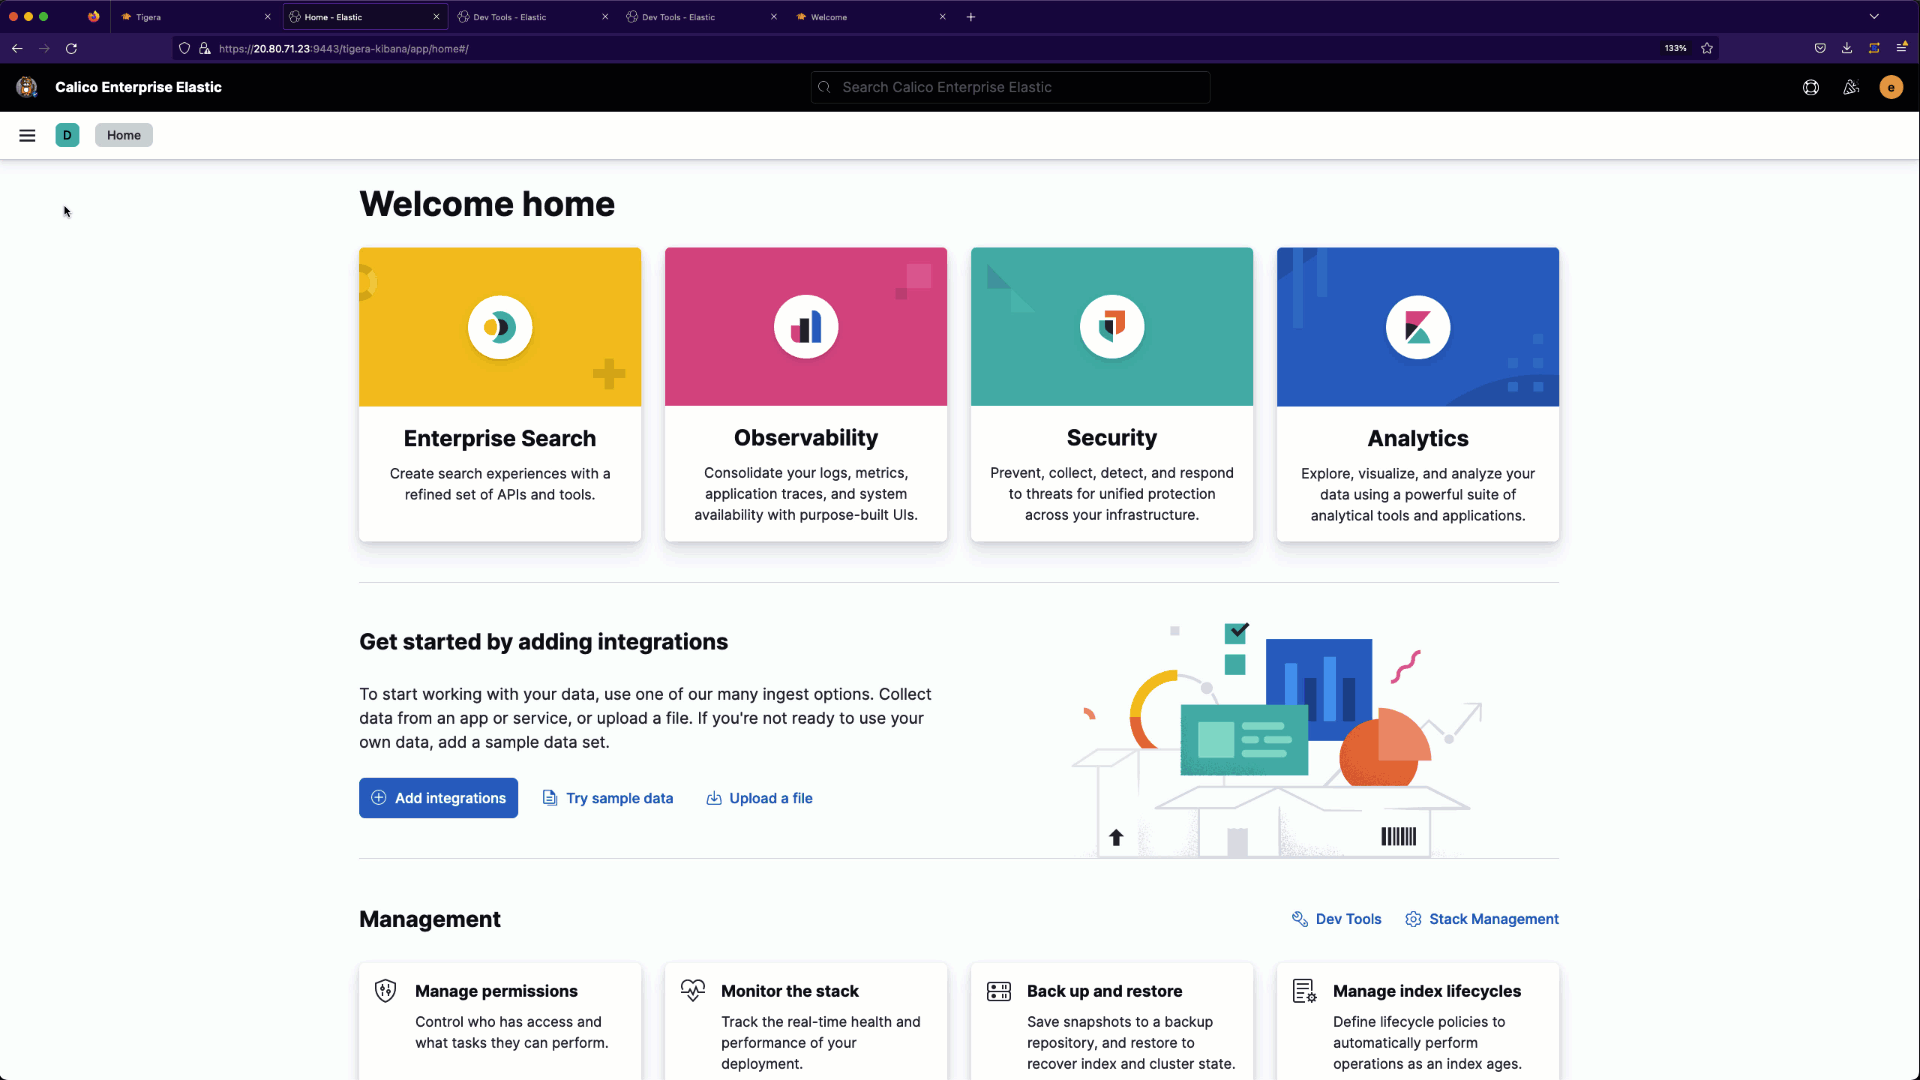 Tigera
Home - Elastic
Dev Tools - Elastic
Dev Tools - Elastic
Welcome
https://20.80.71.23:9443/tigera-kibana/app/home#/
133%
Calico Enterprise Elastic
Search Calico Enterprise Elastic
e
D
Home
Welcome home
Enterprise Search
Create search experiences with a
refined set of APIs and tools.
Observability
Consolidate your logs, metrics,
application traces, and system
availability with purpose-built UIs.
Security
Prevent, collect, detect, and respond
to threats for unified protection
across your infrastructure.
Analytics
Explore, visualize, and analyze your
data using a powerful suite of
analytical tools and applications.
Get started by adding integrations
To start working with your data, use one of our many ingest options. Collect
data from an app or service, or upload a file. If you're not ready to use your
own data, add a sample data set.
Add integrations
Try sample data
Upload a file
Management
Dev Tools
Stack Management
Manage permissions
Control who has access and
what tasks they can perform.
Monitor the stack
Track the real-time health and
performance of your
deployment.
Back up and restore
Save snapshots to a backup
repository, and restore to
recover index and cluster state.
Manage index lifecycles
Define lifecycle policies to
automatically perform
operations as an index ages.